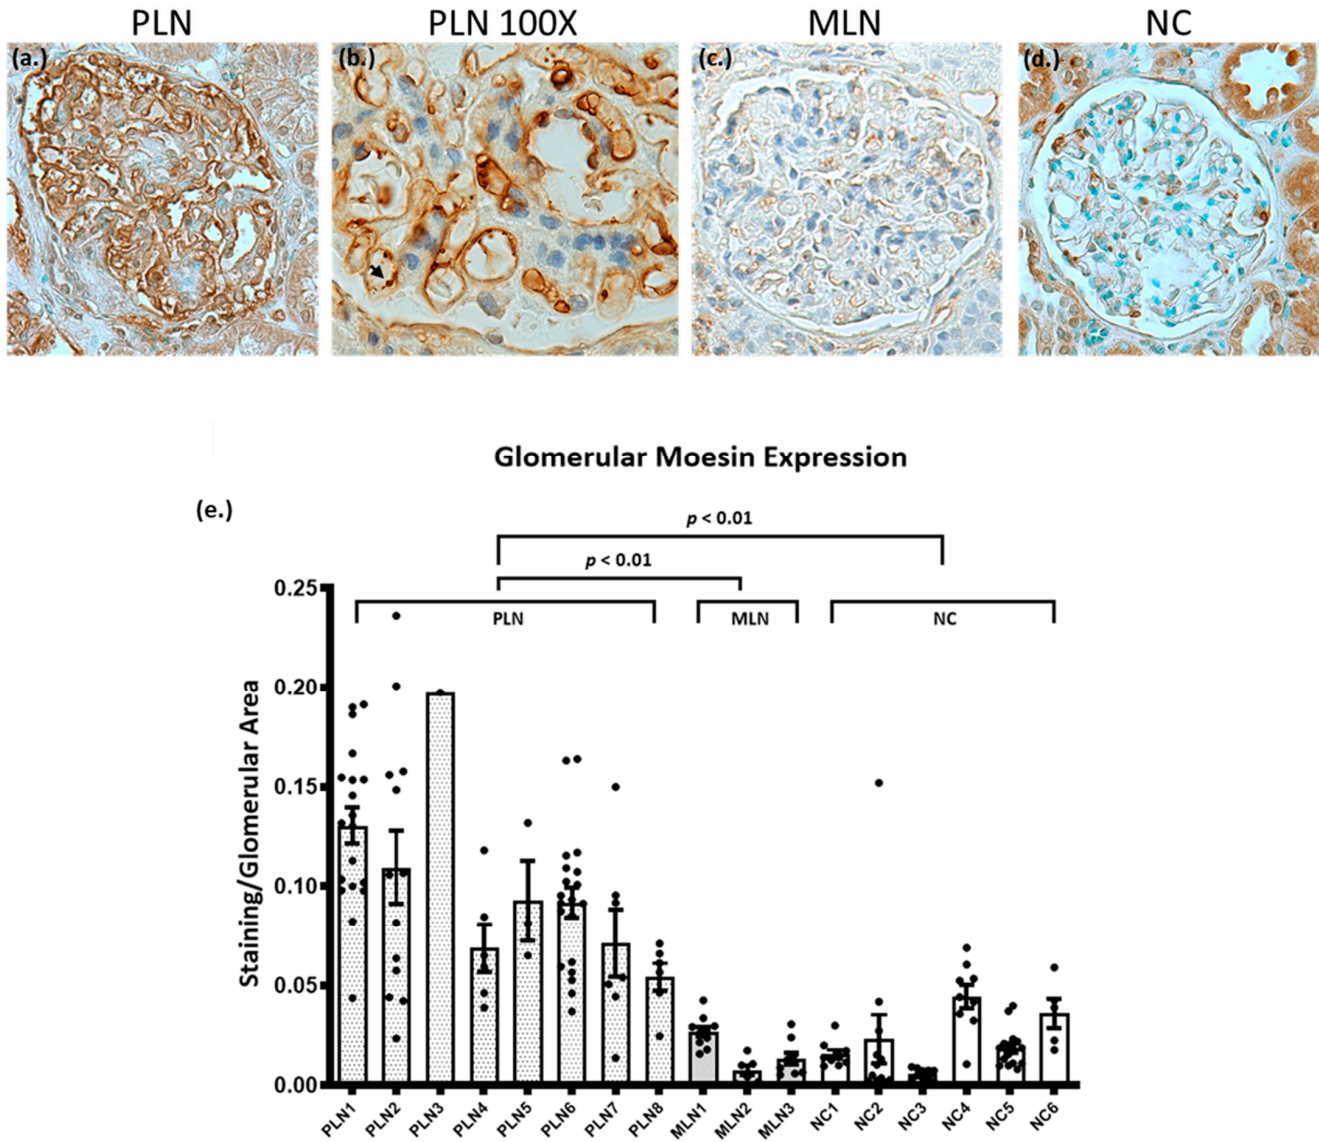 PLN PLN 100X MLN NC
(a.) (b.) (c.) (d.)
Glomerular Moesin Expression
(e.)
p < 0.01
p < 0.01
PLN MLN NC
Staining/Glomerular Area
0.25
0.20
0.15
0.10
0.05
0.00
PLN1 PLN2 PLN3 PLN4 PLN5 PLN6 PLN7 PLN8 MLN1 MLN2 MLN3 NC1 NC2 NC3 NC4 NC5 NC6